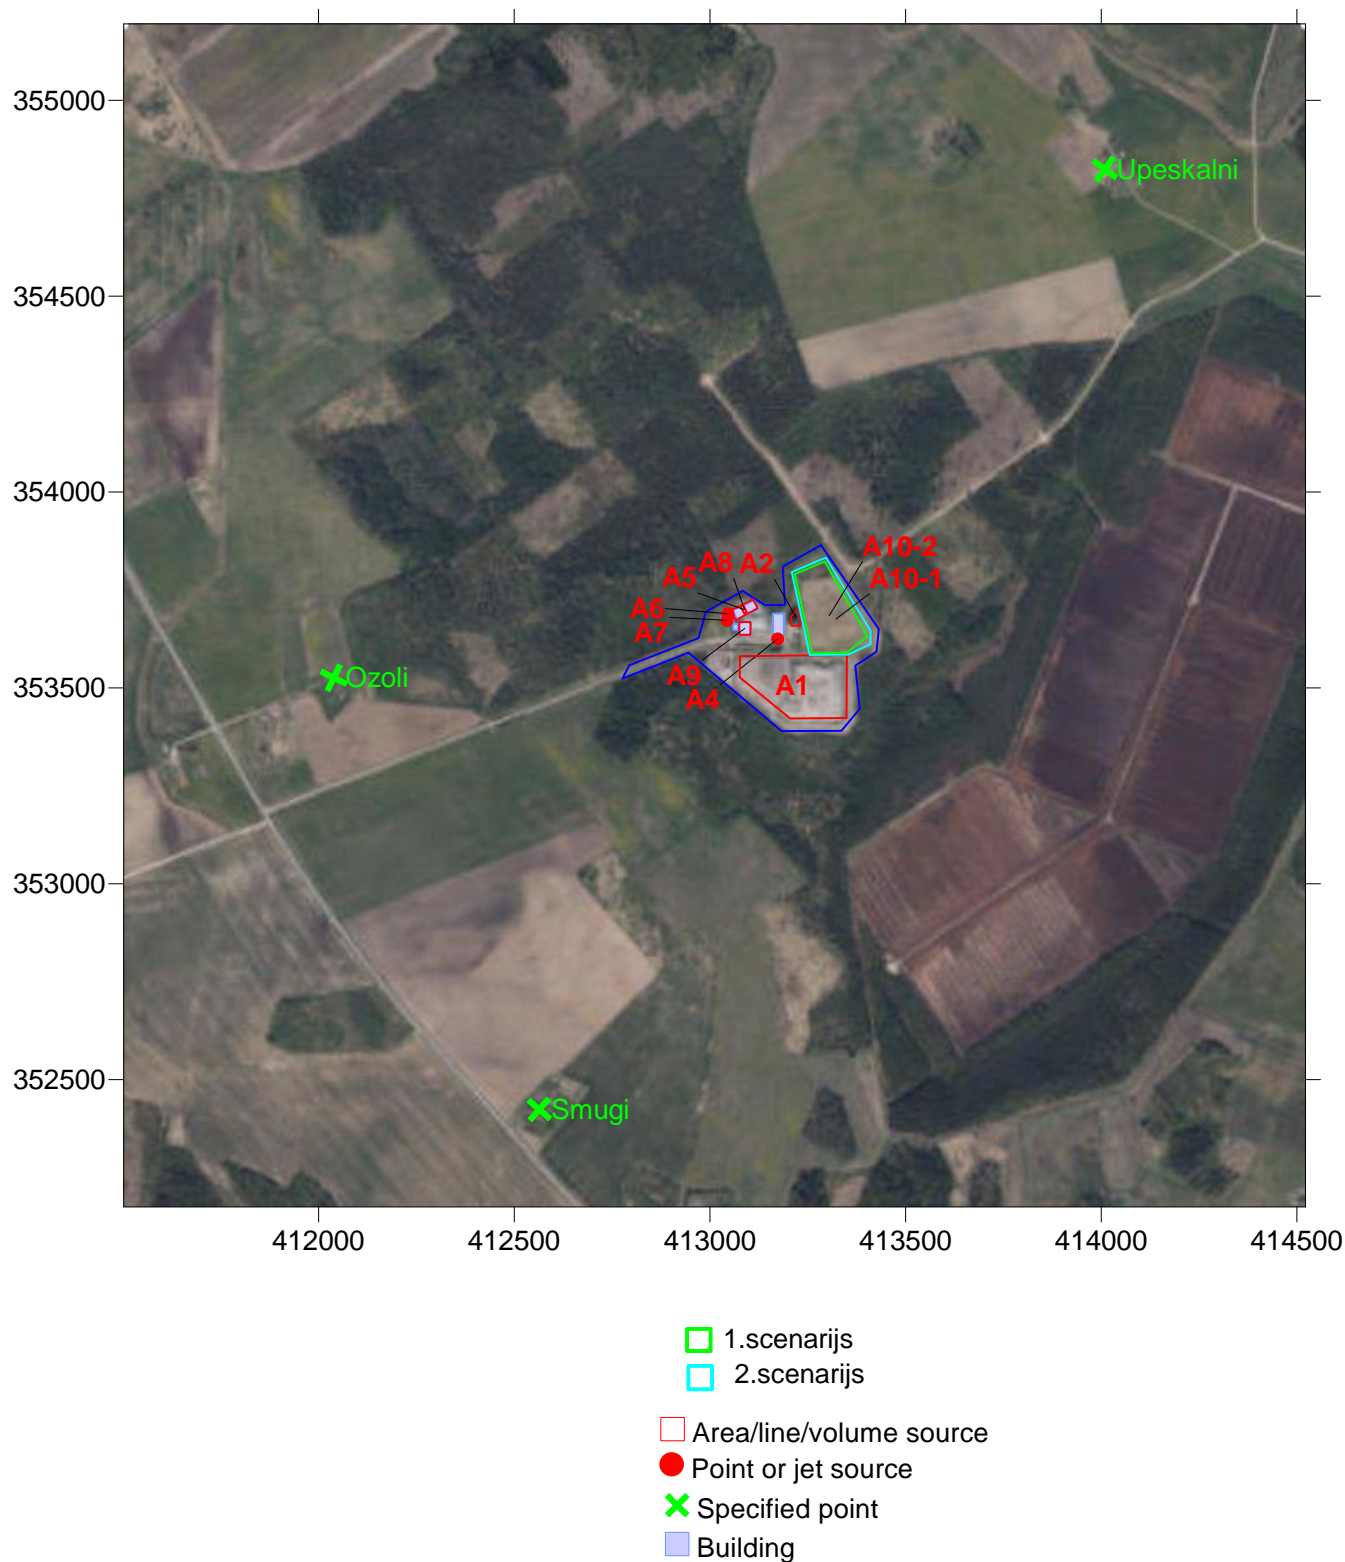 355000
Upeskalni
354500
354000
A10-2
A8 A2
A5
A10-1
A6
A7
353500
Ozoli
A9
A1
A4
353000
352500
Smugi
412000 412500 413000 413500 414000 414500
1.scenarijs
2.scenarijs
Area/line/volume source
Point or jet source
Specified point
Building